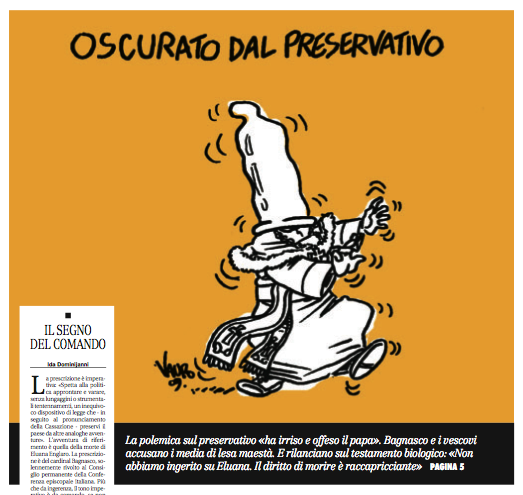 OSCURATO DAL PRESERVATIVO
VAURO
9.
IL SEGNO
DEL COMANDO
Ida Dominijanni
La prescrizione è impera-
tiva: «Spetta alla politi-
ca approntare e varare,
senza lungaggini o strumenta-
li tentennamenti, un inequivo-
co dispositivo di legge che - in
seguito al pronunciamento
della Cassazione - preservi il
paese da altre analoghe avven-
ture». L'avventura di riferi-
mento è quella della morte di
Eluana Englaro. La prescrizio-
ne è del cardinal Bagnasco, so-
lennemente rivolto al Consi-
glio permanente della Confe-
renza episcopale italiana. Più
che da ingerenza, il tono impe-
La polemica sul preservativo «ha irriso e offeso il papa». Bagnasco e i vescovi
accusano i media di lesa maestà. E rilanciano sul testamento biologico: «Non
abbiamo ingerito su Eluana. Il diritto di morire è raccapricciante» PAGINA 5